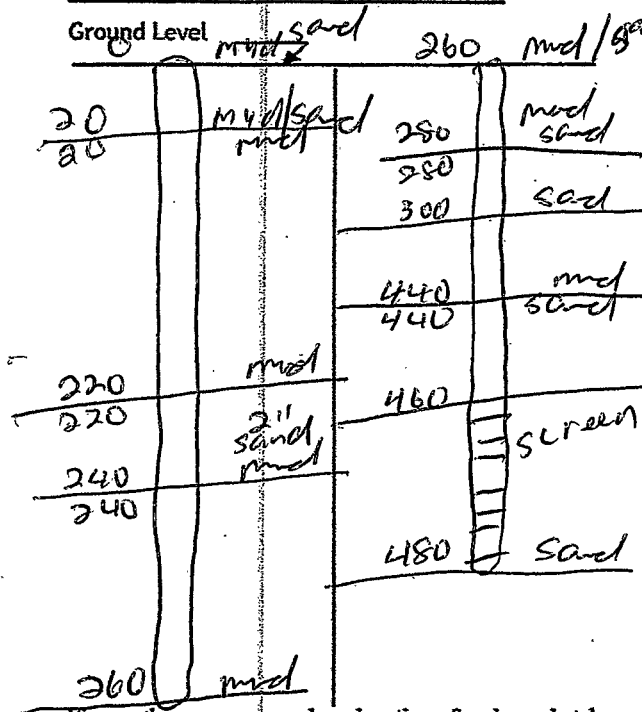 Ground Level
0 mud sand
20 mud/sand
20 mud
220 mud
220 2" sand
240 mud
240
260 mud
260 mud/
280 mud
280 sand
300 sand
440 mud
440 sand
460
screen
480 sand